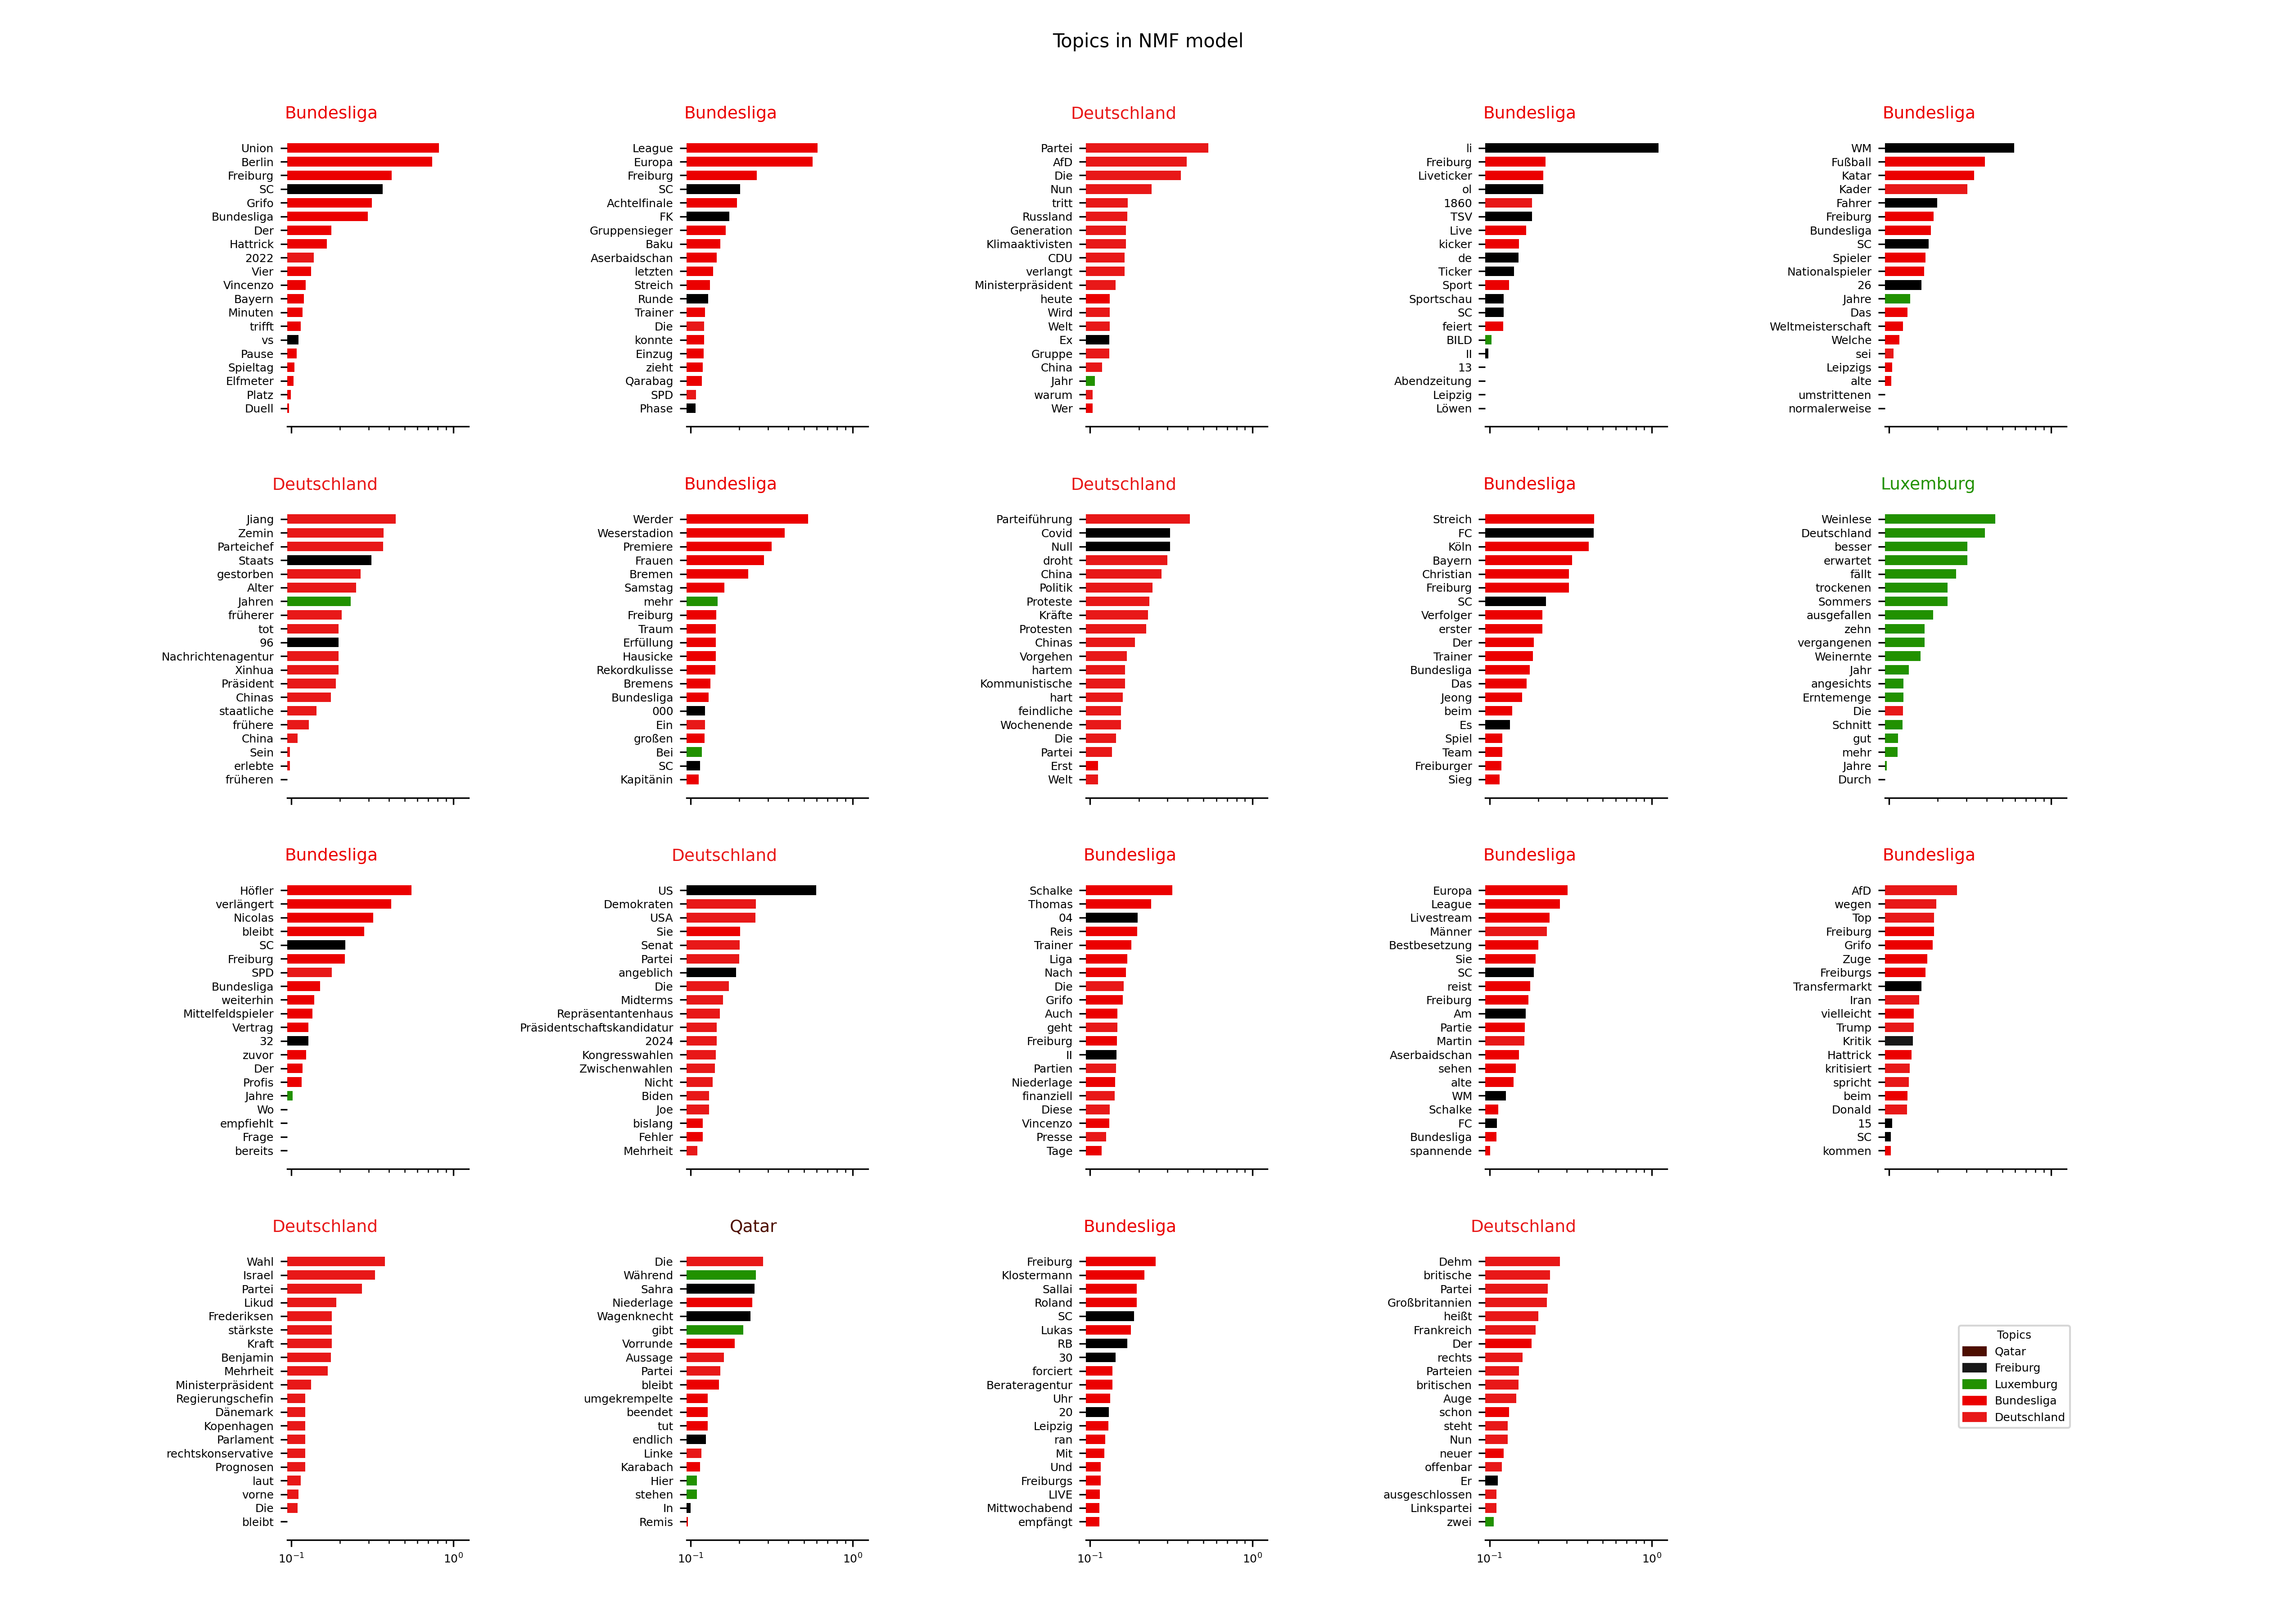 Topics in NMF model
Bundesliga
Union
Berlin
Freiburg
SC
Grifo
Bundesliga
Der
Hattrick
2022
Vier
Vincenzo
Bayern
Minuten
trifft
vs
Pause
Spieltag
Elfmeter
Platz
Duell
Bundesliga
League
Europa
Freiburg
SC
Achtelfinale
FK
Gruppensieger
Baku
Aserbaidschan
letzten
Streich
Runde
Trainer
Die
konnte
Einzug
zieht
Qarabag
SPD
Phase
Deutschland
Partei
AfD
Die
Nun
tritt
Russland
Generation
Klimaaktivisten
CDU
verlangt
Ministerpräsident
heute
Wird
Welt
Ex
Gruppe
China
Jahr
warum
Wer
Bundesliga
li
Freiburg
Liveticker
ol
1860
TSV
Live
kicker
de
Ticker
Sport
Sportschau
SC
feiert
BILD
II
13
Abendzeitung
Leipzig
Löwen
Bundesliga
WM
Fußball
Katar
Kader
Fahrer
Freiburg
Bundesliga
SC
Spieler
Nationalspieler
26
Jahre
Das
Weltmeisterschaft
Welche
sei
Leipzigs
alte
umstrittenen
normalerweise
Deutschland
Jiang
Zemin
Parteichef
Staats
gestorben
Alter
Jahren
früherer
tot
96
Nachrichtenagentur
Xinhua
Präsident
Chinas
staatliche
frühere
China
Sein
erlebte
früheren
Bundesliga
Werder
Weserstadion
Premiere
Frauen
Bremen
Samstag
mehr
Freiburg
Traum
Erfüllung
Hausicke
Rekordkulisse
Bremens
Bundesliga
000
Ein
großen
Bei
SC
Kapitänin
Deutschland
Parteiführung
Covid
Null
droht
China
Politik
Proteste
Kräfte
Protesten
Chinas
Vorgehen
hartem
Kommunistische
hart
feindliche
Wochenende
Die
Partei
Erst
Welt
Bundesliga
Streich
FC
Köln
Bayern
Christian
Freiburg
SC
Verfolger
erster
Der
Trainer
Bundesliga
Das
Jeong
beim
Es
Spiel
Team
Freiburger
Sieg
Luxemburg
Weinlese
Deutschland
besser
erwartet
fällt
trockenen
Sommers
ausgefallen
zehn
vergangenen
Weinernte
Jahr
angesichts
Erntemenge
Die
Schnitt
gut
mehr
Jahre
Durch
Bundesliga
Höfler
verlängert
Nicolas
bleibt
SC
Freiburg
SPD
Bundesliga
weiterhin
Mittelfeldspieler
Vertrag
32
zuvor
Der
Profis
Jahre
Wo
empfiehlt
Frage
bereits
Deutschland
US
Demokraten
USA
Sie
Senat
Partei
angeblich
Die
Midterms
Repräsentantenhaus
Präsidentschaftskandidatur
2024
Kongresswahlen
Zwischenwahlen
Nicht
Biden
Joe
bislang
Fehler
Mehrheit
Bundesliga
Schalke
Thomas
04
Reis
Trainer
Liga
Nach
Die
Grifo
Auch
geht
Freiburg
II
Partien
Niederlage
finanziell
Diese
Vincenzo
Presse
Tage
Bundesliga
Europa
League
Livestream
Männer
Bestbesetzung
Sie
SC
reist
Freiburg
Am
Partie
Martin
Aserbaidschan
sehen
alte
WM
Schalke
FC
Bundesliga
spannende
Bundesliga
AfD
wegen
Top
Freiburg
Grifo
Zuge
Freiburgs
Transfermarkt
Iran
vielleicht
Trump
Kritik
Hattrick
kritisiert
spricht
beim
Donald
15
SC
kommen
Deutschland
Wahl
Israel
Partei
Likud
Frederiksen
stärkste
Kraft
Benjamin
Mehrheit
Ministerpräsident
Regierungschefin
Dänemark
Kopenhagen
Parlament
rechtskonservative
Prognosen
laut
vorne
Die
bleibt
10⁻¹ 10⁰
Qatar
Die
Während
Sahra
Niederlage
Wagenknecht
gibt
Vorrunde
Aussage
Partei
bleibt
umgekrempelte
beendet
tut
endlich
Linke
Karabach
Hier
stehen
In
Remis
10⁻¹ 10⁰
Bundesliga
Freiburg
Klostermann
Sallai
Roland
SC
Lukas
RB
30
forciert
Berateragentur
Uhr
20
Leipzig
ran
Mit
Und
Freiburgs
LIVE
Mittwochabend
empfängt
10⁻¹ 10⁰
Deutschland
Dehm
britische
Partei
Großbritannien
heißt
Frankreich
Der
rechts
Parteien
britischen
Auge
schon
steht
Nun
neuer
offenbar
Er
ausgeschlossen
Linkspartei
zwei
10⁻¹ 10⁰
Topics
Qatar
Freiburg
Luxemburg
Bundesliga
Deutschland